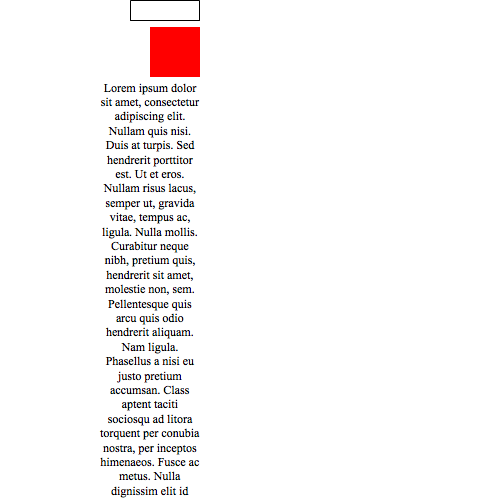 Lorem ipsum dolor
sit amet, consectetur
adipiscing elit.
Nullam quis nisi.
Duis at turpis. Sed
hendrerit porttitor
est. Ut et eros.
Nullam risus lacus,
semper ut, gravida
vitae, tempus ac,
ligula. Nulla mollis.
Curabitur neque
nibh, pretium quis,
hendrerit sit amet,
molestie non, sem.
Pellentesque quis
arcu quis odio
hendrerit aliquam.
Nam ligula.
Phasellus a nisi eu
justo pretium
accumsan. Class
aptent taciti
sociosqu ad litora
torquent per conubia
nostra, per inceptos
himenaeos. Fusce ac
metus. Nulla
dignissim elit id